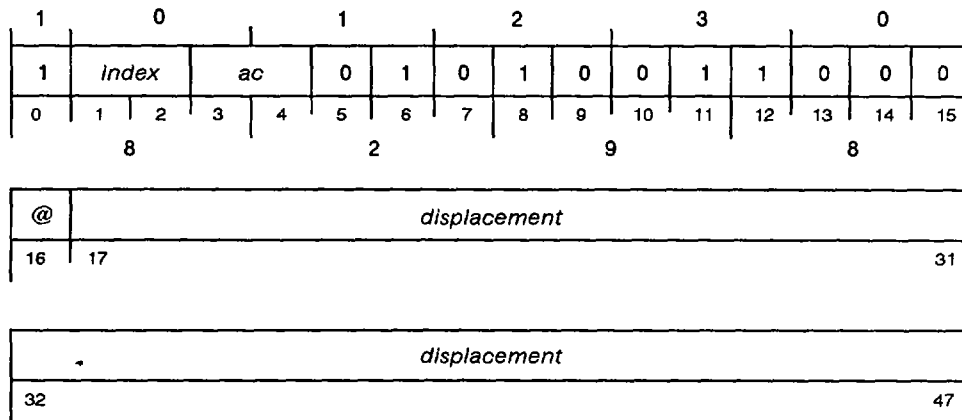 1 0 1 2 3 0
1 index ac 0 1 0 1 0 0 1 1 0 0 0
0 1 2 3 4 5 6 7 8 9 10 11 12 13 14 15
8 2 9 8
@ displacement
16 17 31
displacement
32 47